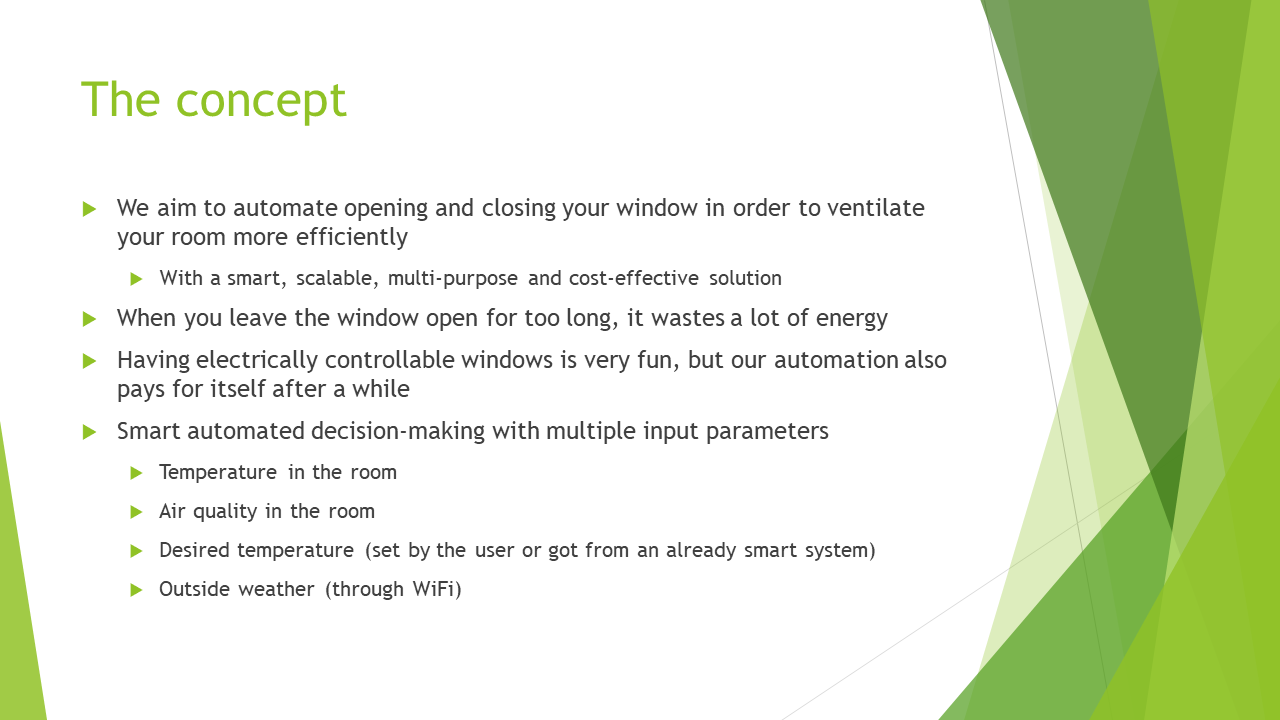 The concept
We aim to automate opening and closing your window in order to ventilate
your room more efficiently
With a smart, scalable, multi-purpose and cost-effective solution
When you leave the window open for too long, it wastes a lot of energy
Having electrically controllable windows is very fun, but our automation also
pays for itself after a while
Smart automated decision-making with multiple input parameters
Temperature in the room
Air quality in the room
Desired temperature (set by the user or got from an already smart system)
Outside weather (through WiFi)